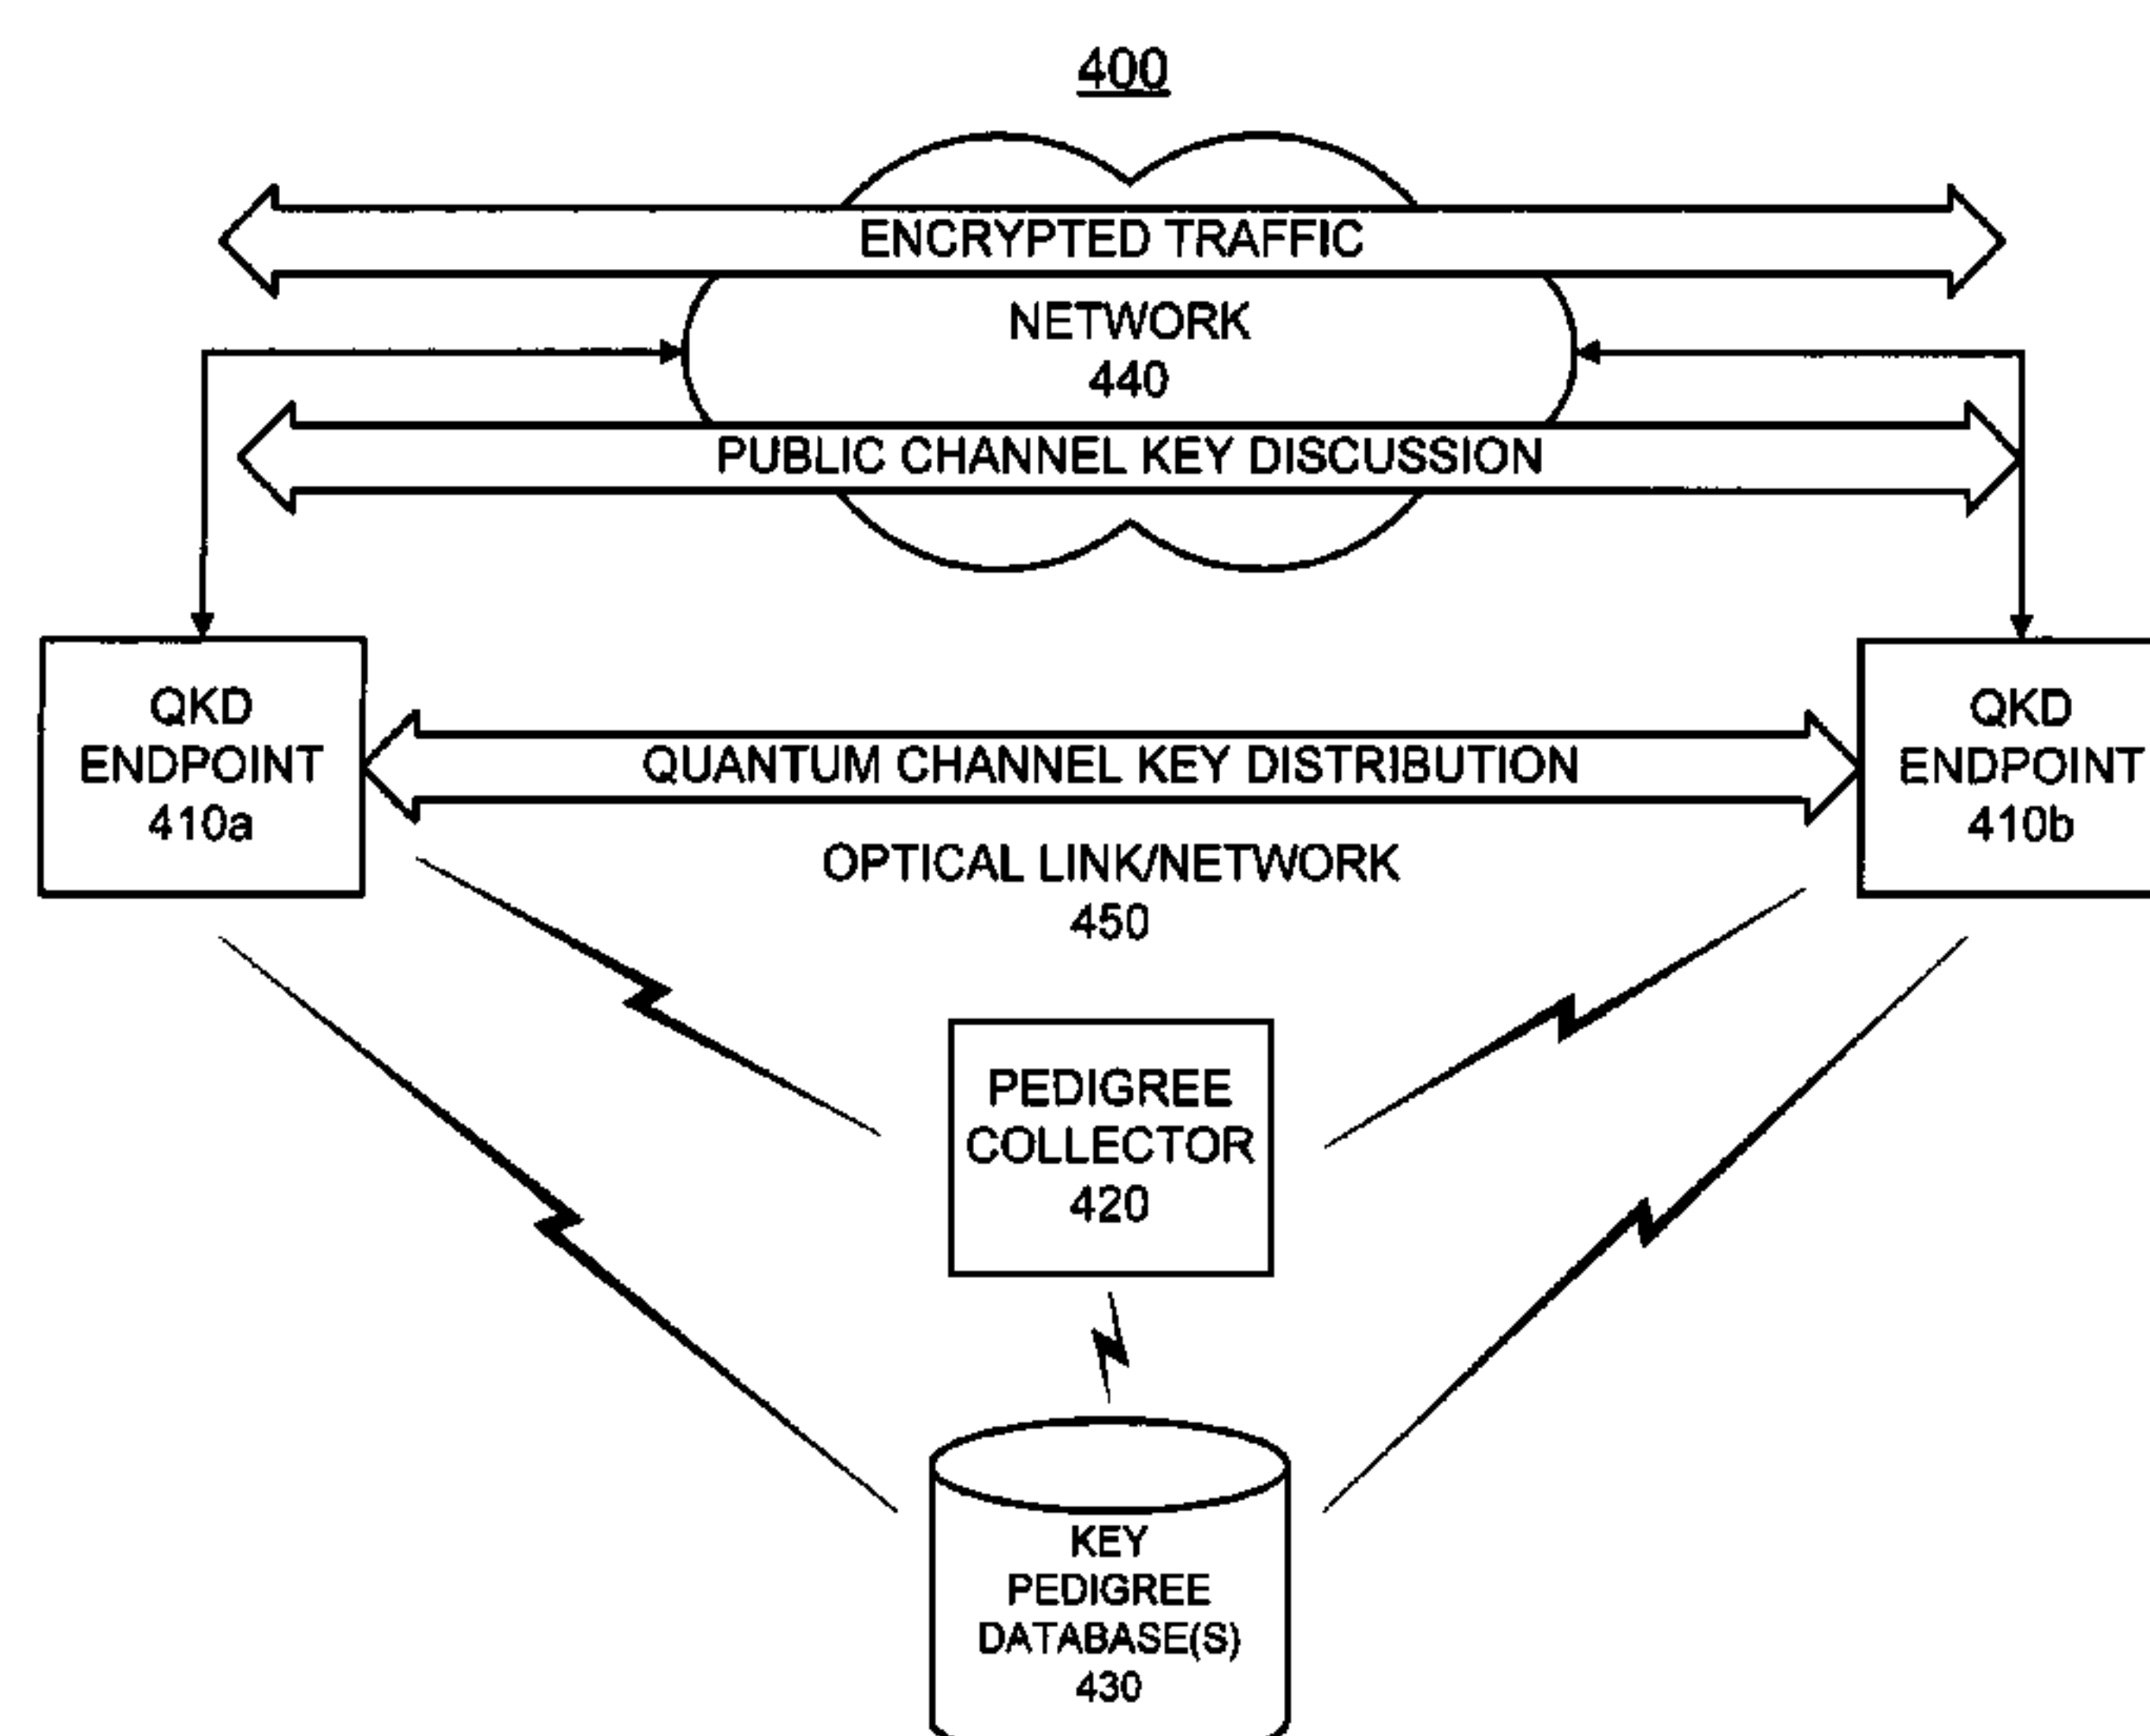 400
ENCRYPTED TRAFFIC
NETWORK
440
PUBLIC CHANNEL KEY DISCUSSION
QKD
ENDPOINT
410a
QUANTUM CHANNEL KEY DISTRIBUTION
QKD
ENDPOINT
410b
OPTICAL LINK/NETWORK
450
PEDIGREE
COLLECTOR
420
KEY
PEDIGREE
DATABASE(S)
430